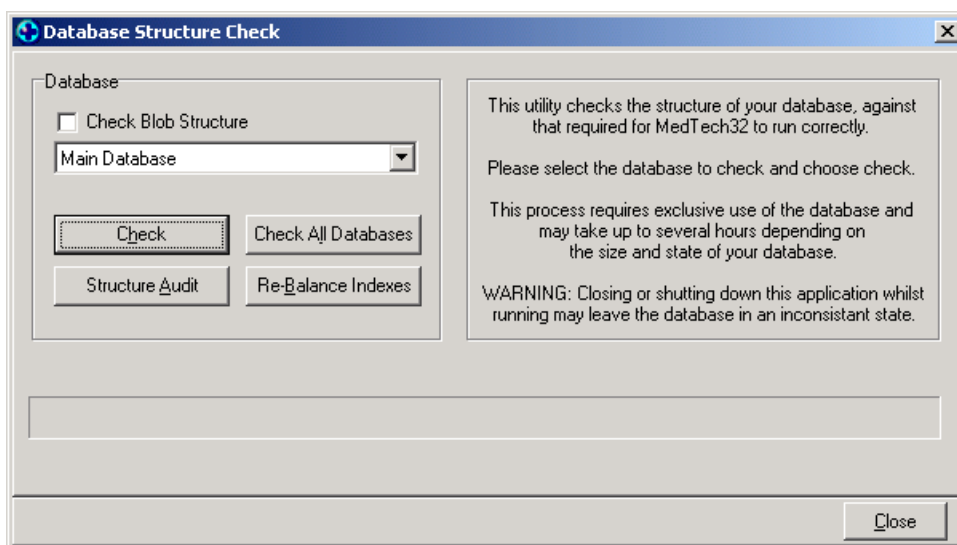 Database Structure Check
Database
Check Blob Structure
Main Database
Check
Check All Databases
Structure Audit
Re-Balance Indexes
This utility checks the structure of your database, against
that required for MedTech32 to run correctly.
Please select the database to check and choose check.
This process requires exclusive use of the database and
may take up to several hours depending on
the size and state of your database.
WARNING: Closing or shutting down this application whilst
running may leave the database in an inconsistant state.
Close